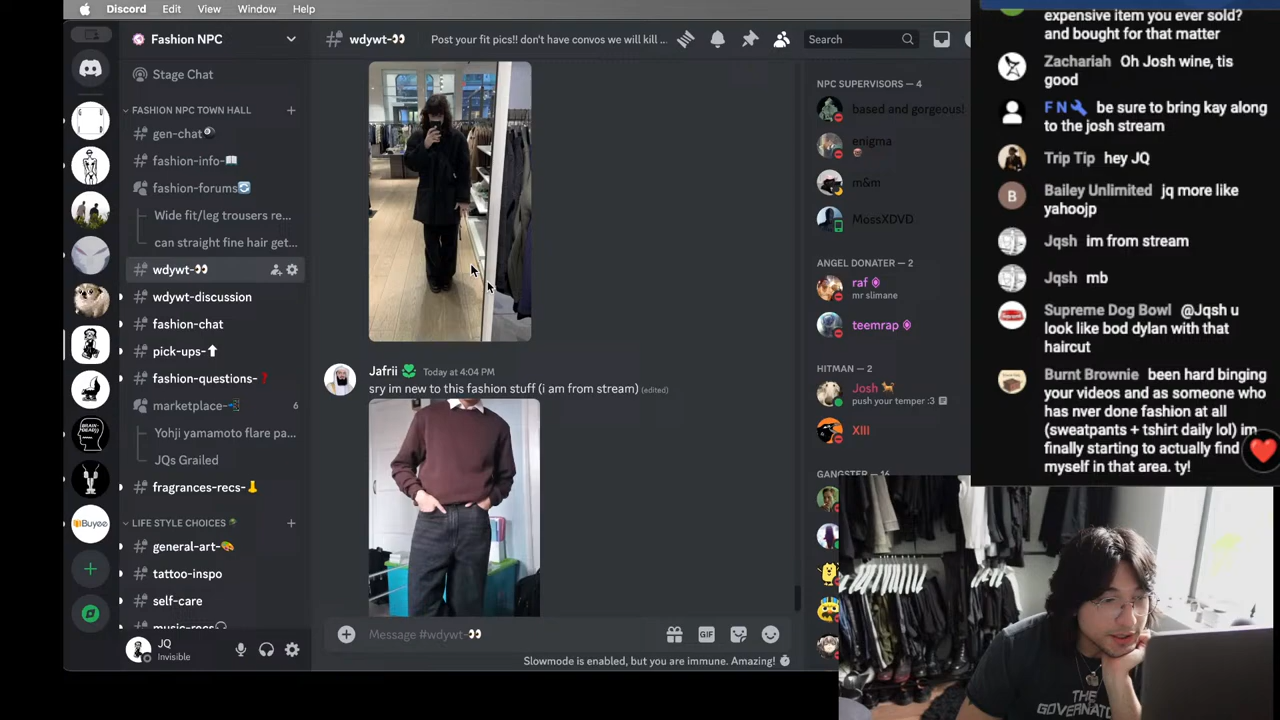 Discord Edit View Window Help
Fashion NPC
Stage Chat
FASHION NPC TOWN HALL
gen-chat
fashion-info-
fashion-forums
Wide fit/leg trousers re...
can straight fine hair get...
wdywt-👀
wdywt-discussion
fashion-chat
pick-ups-⬆
fashion-questions-❓
marketplace- 6
Yohji yamamoto flare pa...
JQs Grailed
fragrances-recs-
LIFE STYLE CHOICES
general-art-🎨
tattoo-inspo
self-care
music-recs
JQ
Invisible
BRAIN-DEAD
Buyee
wdywt-👀 Post your fit pics!! don't have convos we will kill ...
Search
Jafrii Today at 4:04 PM
sry im new to this fashion stuff (i am from stream) (edited)
Message #wdywt-👀
GIF
Slowmode is enabled, but you are immune. Amazing!
NPC SUPERVISORS — 4
based and gorgeous!
enigma
m&m
MossXDVD
ANGEL DONATER — 2
raf
mr slimane
teemrap
HITMAN — 2
Josh
push your temper :3
XIII
GANGSTER — 16
expensive item you ever sold?
and bought for that matter
Zachariah Oh Josh wine, tis
good
F N be sure to bring kay along
to the josh stream
Trip Tip hey JQ
B
Bailey Unlimited jq more like
yahoojp
Jqsh im from stream
Jqsh mb
Supreme Dog Bowl @Jqsh u
look like bod dylan with that
haircut
Burnt Brownie been hard binging
your videos and as someone who
has nver done fashion at all
(sweatpants + tshirt daily lol) im
finally starting to actually find
myself in that area. ty!
THE
GOVERNATO